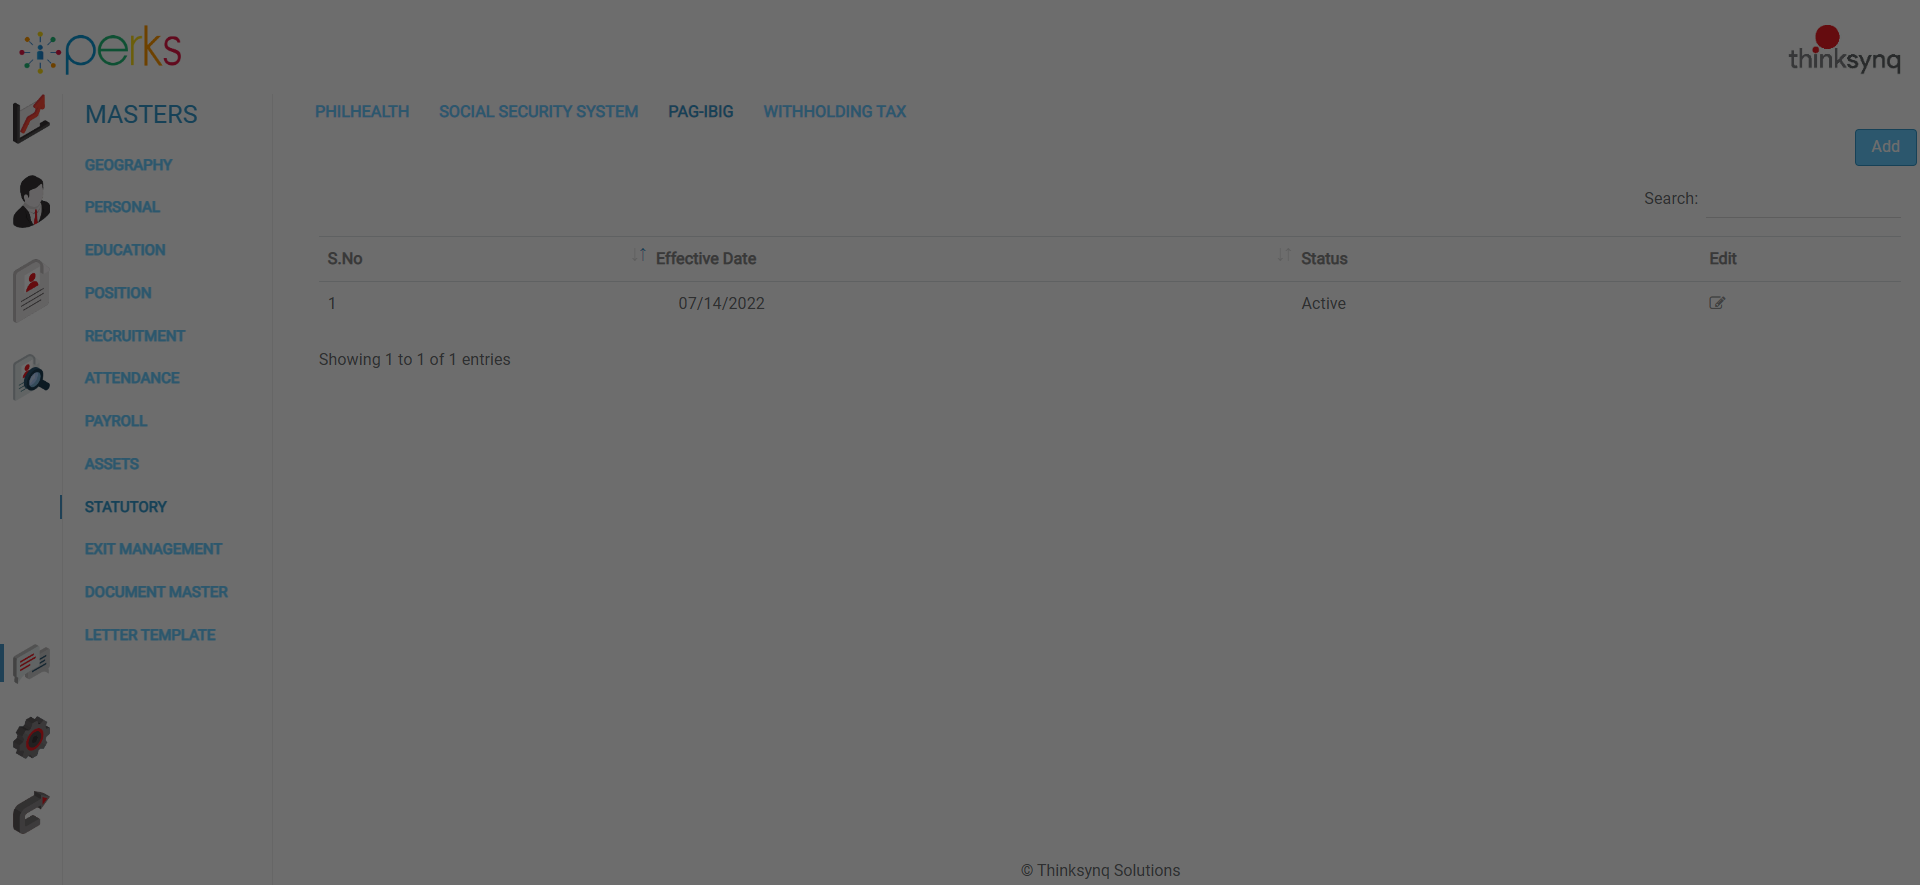 perks
thinksynq
MASTERS
PHILHEALTH SOCIAL SECURITY SYSTEM PAG-IBIG WITHHOLDING TAX
Add
GEOGRAPHY
PERSONAL
EDUCATION
POSITION
RECRUITMENT
ATTENDANCE
PAYROLL
ASSETS
STATUTORY
EXIT MANAGEMENT
DOCUMENT MASTER
LETTER TEMPLATE
Search:
S.No Effective Date Status Edit
1 07/14/2022 Active
Showing 1 to 1 of 1 entries
© Thinksynq Solutions